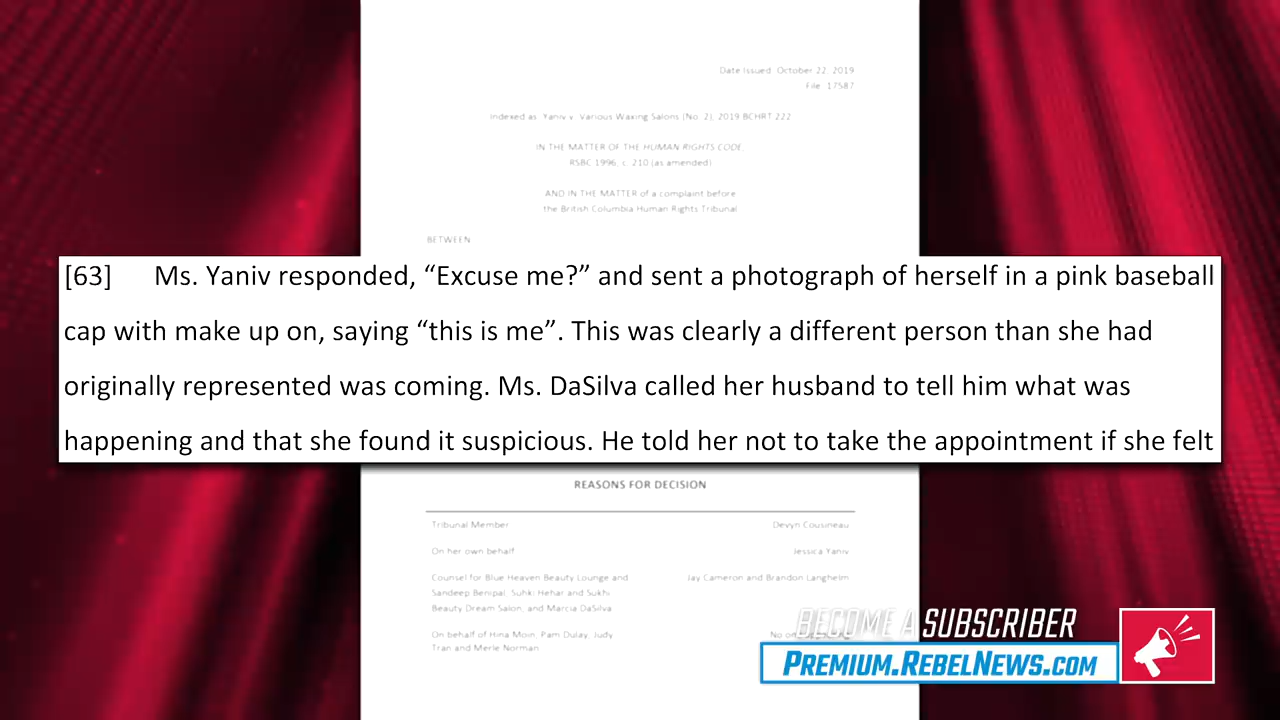 Date Issued: October 22, 2019
File: 17587
Indexed as: Yaniv v. Various Waxing Salons (No. 2), 2019 BCHRT 222
IN THE MATTER OF THE HUMAN RIGHTS CODE,
RSBC 1996, c. 210 (as amended)
AND IN THE MATTER of a complaint before
the British Columbia Human Rights Tribunal
BETWEEN
[63] Ms. Yaniv responded, “Excuse me?” and sent a photograph of herself in a pink baseball
cap with make up on, saying “this is me”. This was clearly a different person than she had
originally represented was coming. Ms. DaSilva called her husband to tell him what was
happening and that she found it suspicious. He told her not to take the appointment if she felt
REASONS FOR DECISION
Tribunal Member Devyn Cousineau
On her own behalf Jessica Yaniv
Counsel for Blue Heaven Beauty Lounge and Jay Cameron and Brandon Langhelm
Sandeep Benipal, Suhki Hehar and Sukhi
Beauty Dream Salon, and Marcia DaSilva
On behalf of Hina Moin, Pam Dulay, Judy No
Tran and Merle Norman
BECOME A SUBSCRIBER
PREMIUM.REBELNEWS.COM